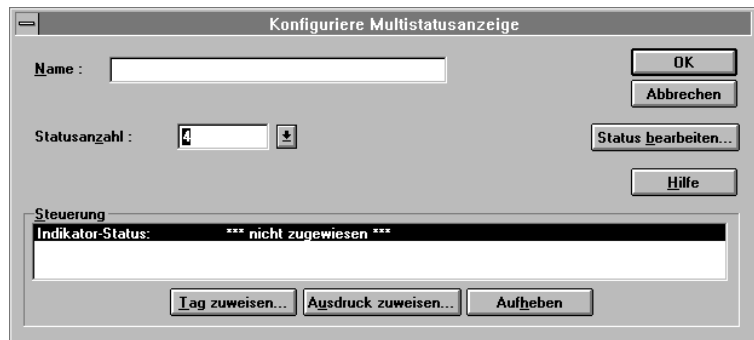 Konfiguriere Multistatusanzeige
Name :
OK
Abbrechen
Statusanzahl :
4
Status bearbeiten...
Hilfe
Steuerung
Indikator-Status: *** nicht zugewiesen ***
Tag zuweisen... Ausdruck zuweisen... Aufheben